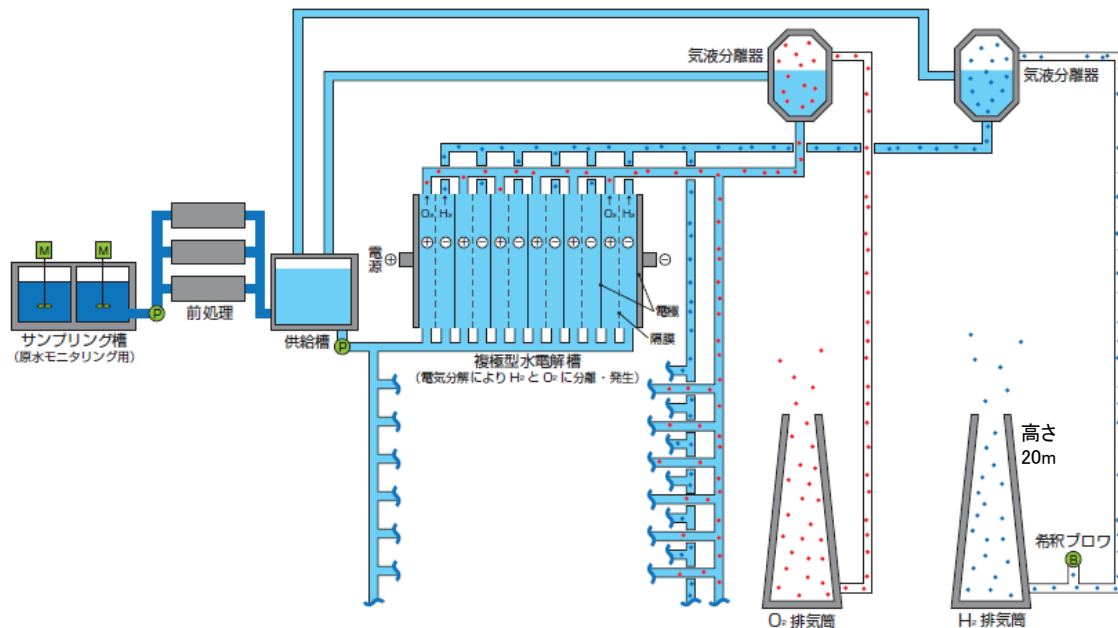 気液分離器
気液分離器
O₂ H₂ O₂ H₂
⊕ ⊖ ⊕ ⊖ ⊕ ⊖ ⊕ ⊖ ⊕ ⊖ ⊕ ⊖
M M
電源 ⊕
⊖
電極
隔膜
P
前処理
サンプリング槽
(原水モニタリング用)
供給槽
P
複極型水電解槽
(電気分解により H₂ と O₂ に分離・発生)
高さ
20m
希釈ブロワ
B
O₂ 排気筒
H₂ 排気筒